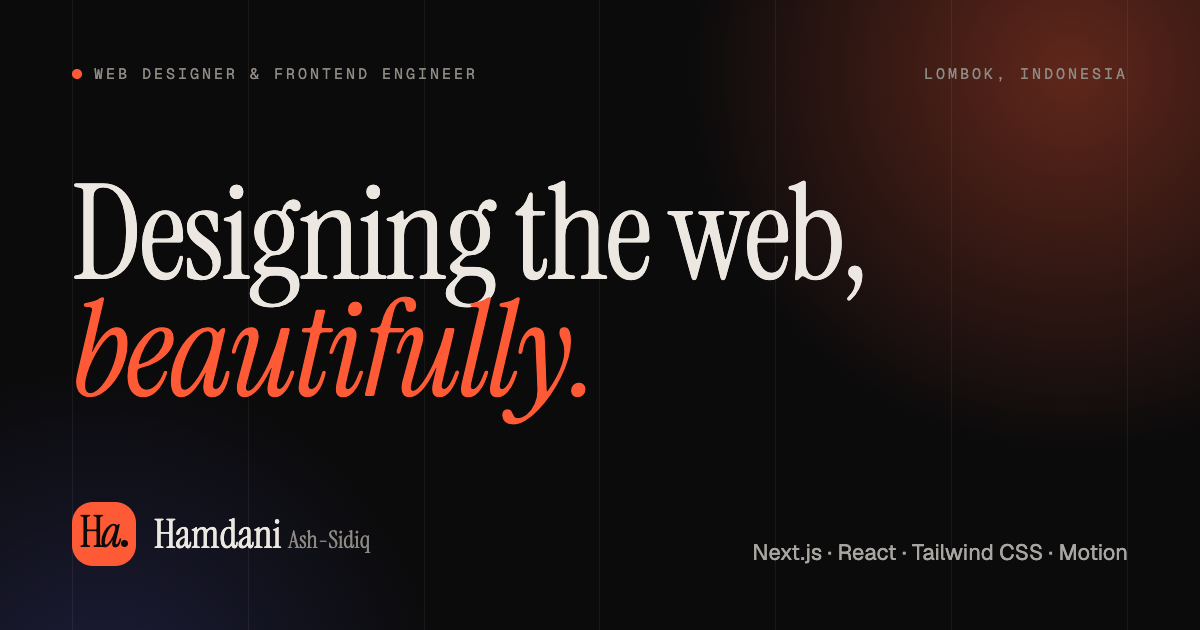 WEB DESIGNER & FRONTEND ENGINEER
LOMBOK, INDONESIA
Designing the web,
beautifully.
Ha.
Hamdani Ash-Sidiq
Next.js · React · Tailwind CSS · Motion